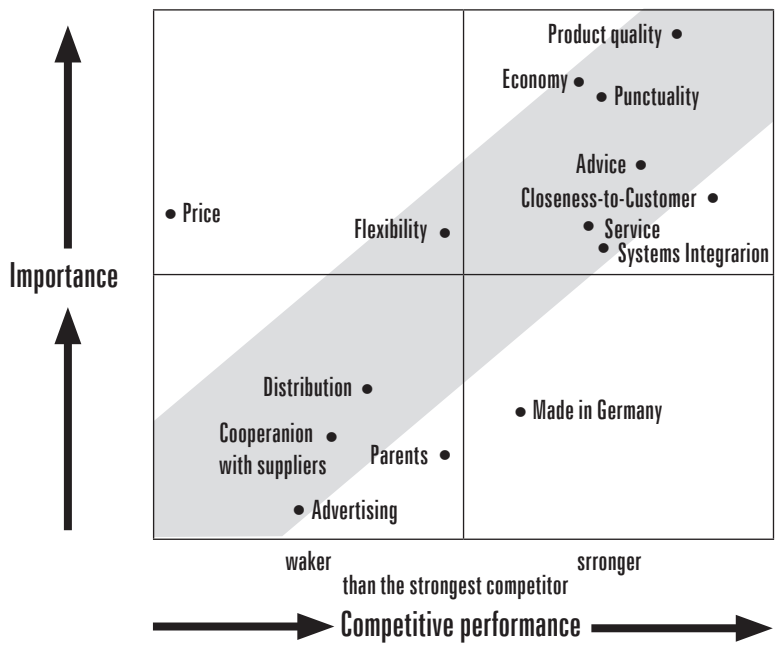 Product quality
Economy
Punctuality
Advice
Closeness-to-Customer
Price
Flexibility
Service
Systems Integrarion
Importance
Distribution
Made in Germany
Cooperanion
with suppliers
Parents
Advertising
waker
srronger
than the strongest competitor
Competitive performance